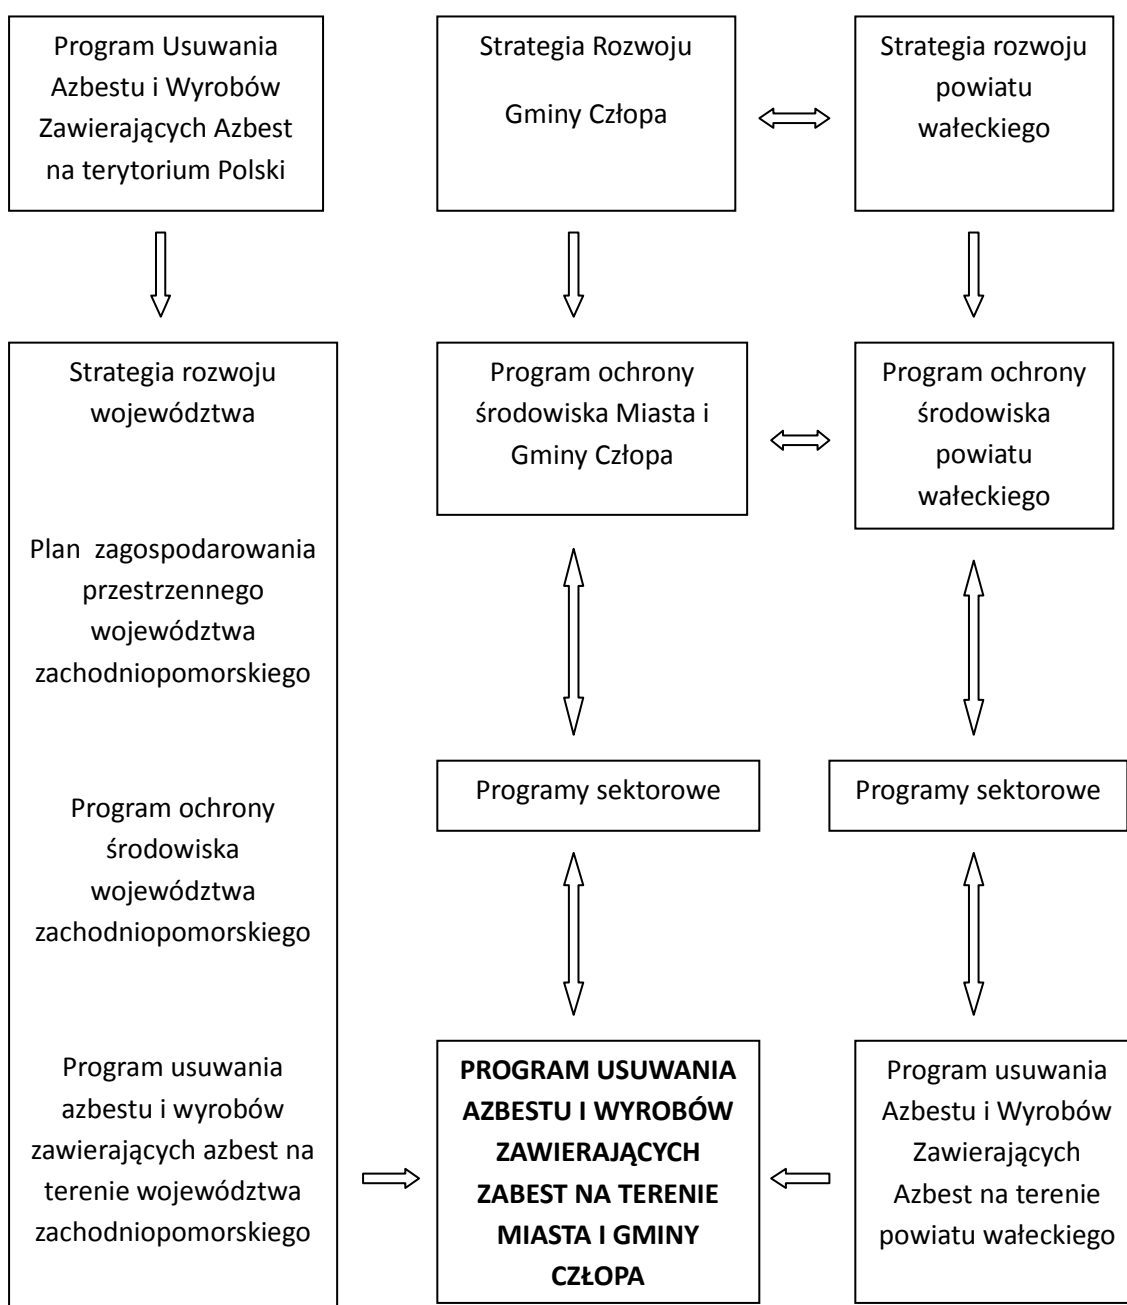 Program Usuwania
Azbestu i Wyrobów
Zawierających Azbest
na terytorium Polski
Strategia Rozwoju
Gminy Człopa
Strategia rozwoju
powiatu
wałeckiego
Strategia rozwoju
województwa
Plan zagospodarowania
przestrzennego
województwa
zachodniopomorskiego
Program ochrony
środowiska
województwa
zachodniopomorskiego
Program usuwania
azbestu i wyrobów
zawierających azbest na
terenie województwa
zachodniopomorskiego
Program ochrony
środowiska Miasta i
Gminy Człopa
Program ochrony
środowiska
powiatu
wałeckiego
Programy sektorowe
Programy sektorowe
PROGRAM USUWANIA
AZBESTU I WYROBÓW
ZAWIERAJĄCYCH
ZABEST NA TERENIE
MIASTA I GMINY
CZŁOPA
Program usuwania
Azbestu i Wyrobów
Zawierających
Azbest na terenie
powiatu wałeckiego